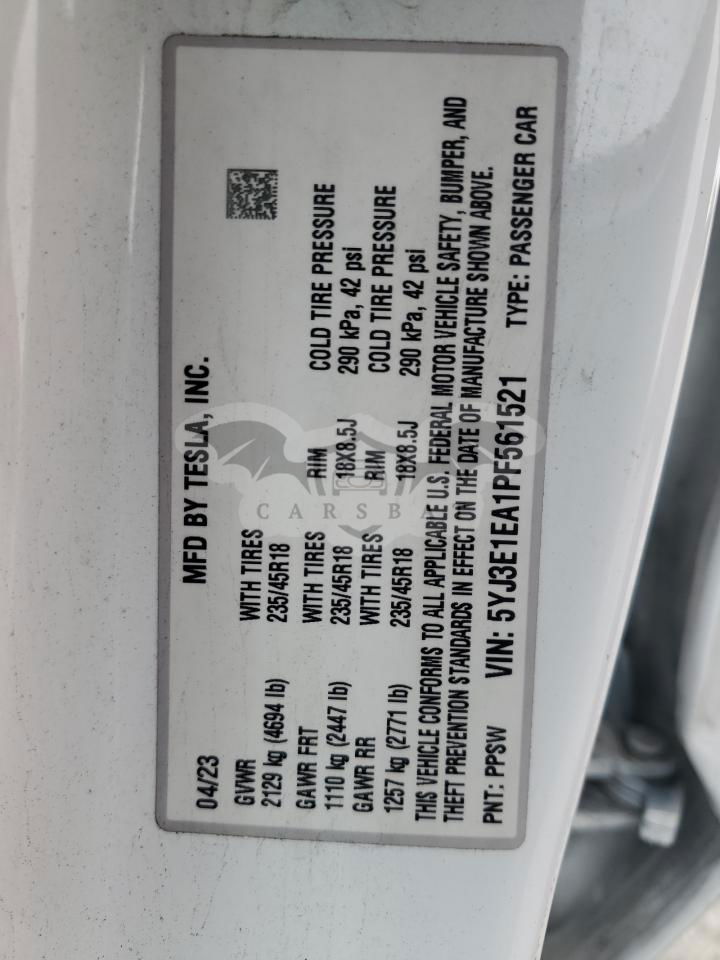 MFD BY TESLA, INC.
04/23
GVWR WITH TIRES
2129 kg (4694 lb) 235/45R18
GAWR FRT WITH TIRES RIM COLD TIRE PRESSURE
1110 kg (2447 lb) 235/45R18 18X8.5J 290 kPa, 42 psi
GAWR RR WITH TIRES RIM COLD TIRE PRESSURE
1257 kg (2771 lb) 235/45R18 18X8.5J 290 kPa, 42 psi
THIS VEHICLE CONFORMS TO ALL APPLICABLE U.S. FEDERAL MOTOR VEHICLE SAFETY, BUMPER, AND
THEFT PREVENTION STANDARDS IN EFFECT ON THE DATE OF MANUFACTURE SHOWN ABOVE.
PNT: PPSW VIN: 5YJ3E1EA1PF561521 TYPE: PASSENGER CAR